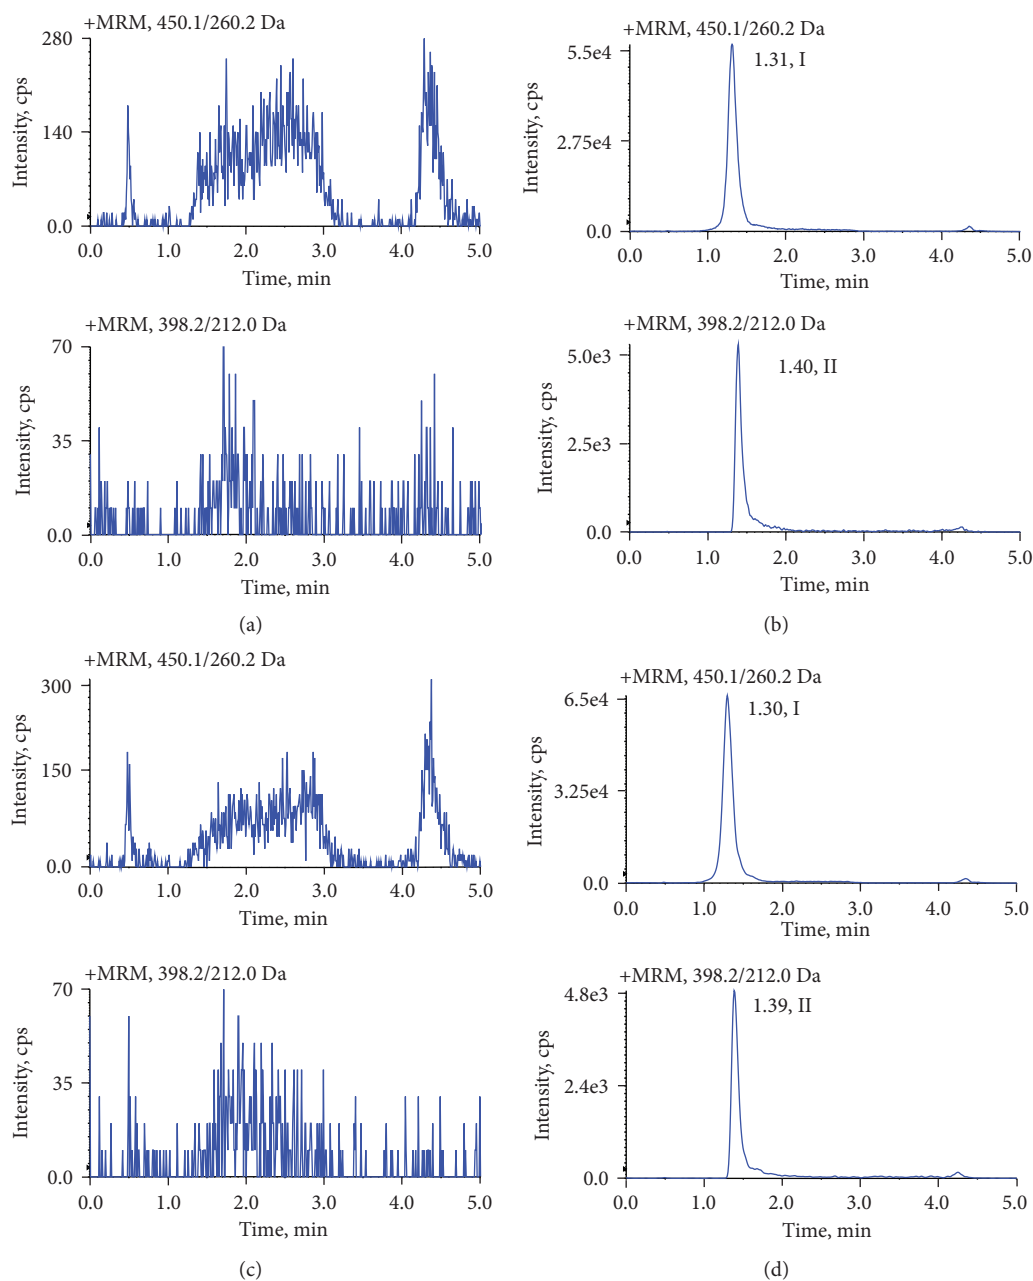 +MRM, 450.1/260.2 Da
280
140
0.0
Intensity, cps
0.0 1.0 2.0 3.0 4.0 5.0
Time, min
+MRM, 398.2/212.0 Da
70
35
0.0
Intensity, cps
0.0 1.0 2.0 3.0 4.0 5.0
Time, min
(a)
+MRM, 450.1/260.2 Da
1.31, I
5.5e4
2.75e4
0.0
Intensity, cps
0.0 1.0 2.0 3.0 4.0 5.0
Time, min
+MRM, 398.2/212.0 Da
1.40, II
5.0e3
2.5e3
0.0
Intensity, cps
0.0 1.0 2.0 3.0 4.0 5.0
Time, min
(b)
+MRM, 450.1/260.2 Da
300
150
0.0
Intensity, cps
0.0 1.0 2.0 3.0 4.0 5.0
Time, min
+MRM, 398.2/212.0 Da
70
35
0.0
Intensity, cps
0.0 1.0 2.0 3.0 4.0 5.0
Time, min
(c)
+MRM, 450.1/260.2 Da
1.30, I
6.5e4
3.25e4
0.0
Intensity, cps
0.0 1.0 2.0 3.0 4.0 5.0
Time, min
+MRM, 398.2/212.0 Da
1.39, II
4.8e3
2.4e3
0.0
Intensity, cps
0.0 1.0 2.0 3.0 4.0 5.0
Time, min
(d)